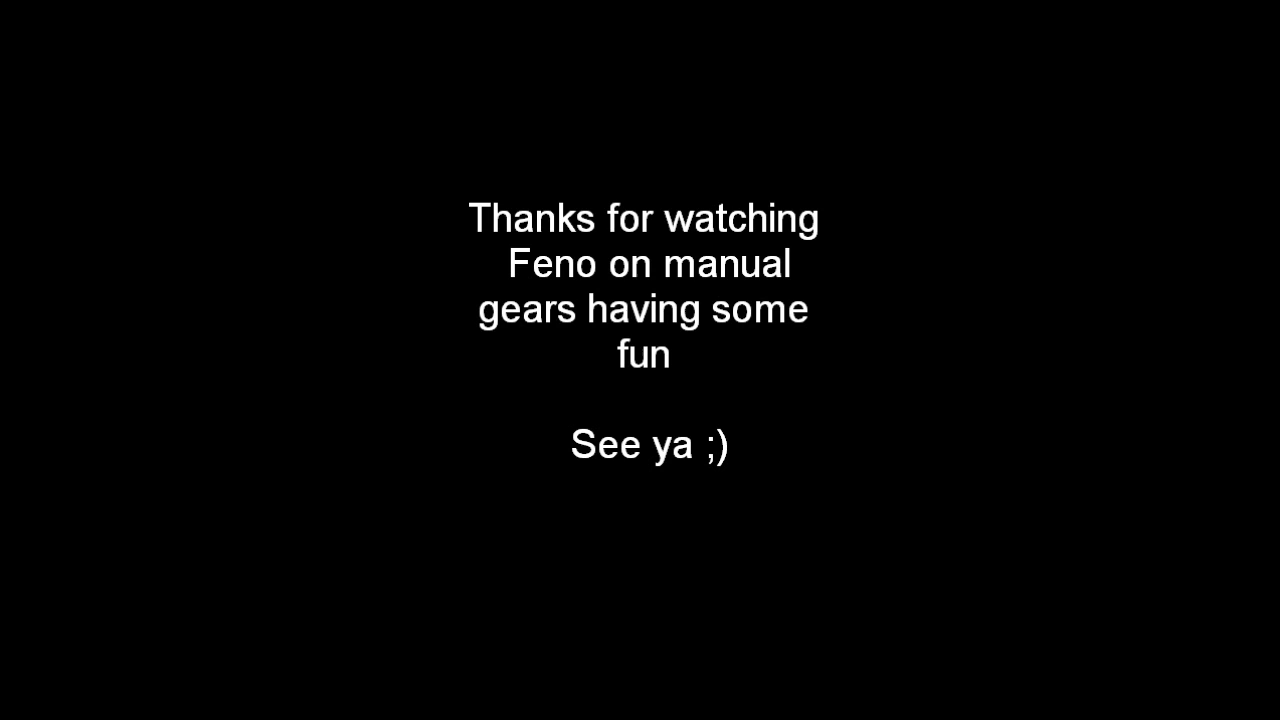 Thanks for watching
Feno on manual
gears having some
fun
See ya ;)